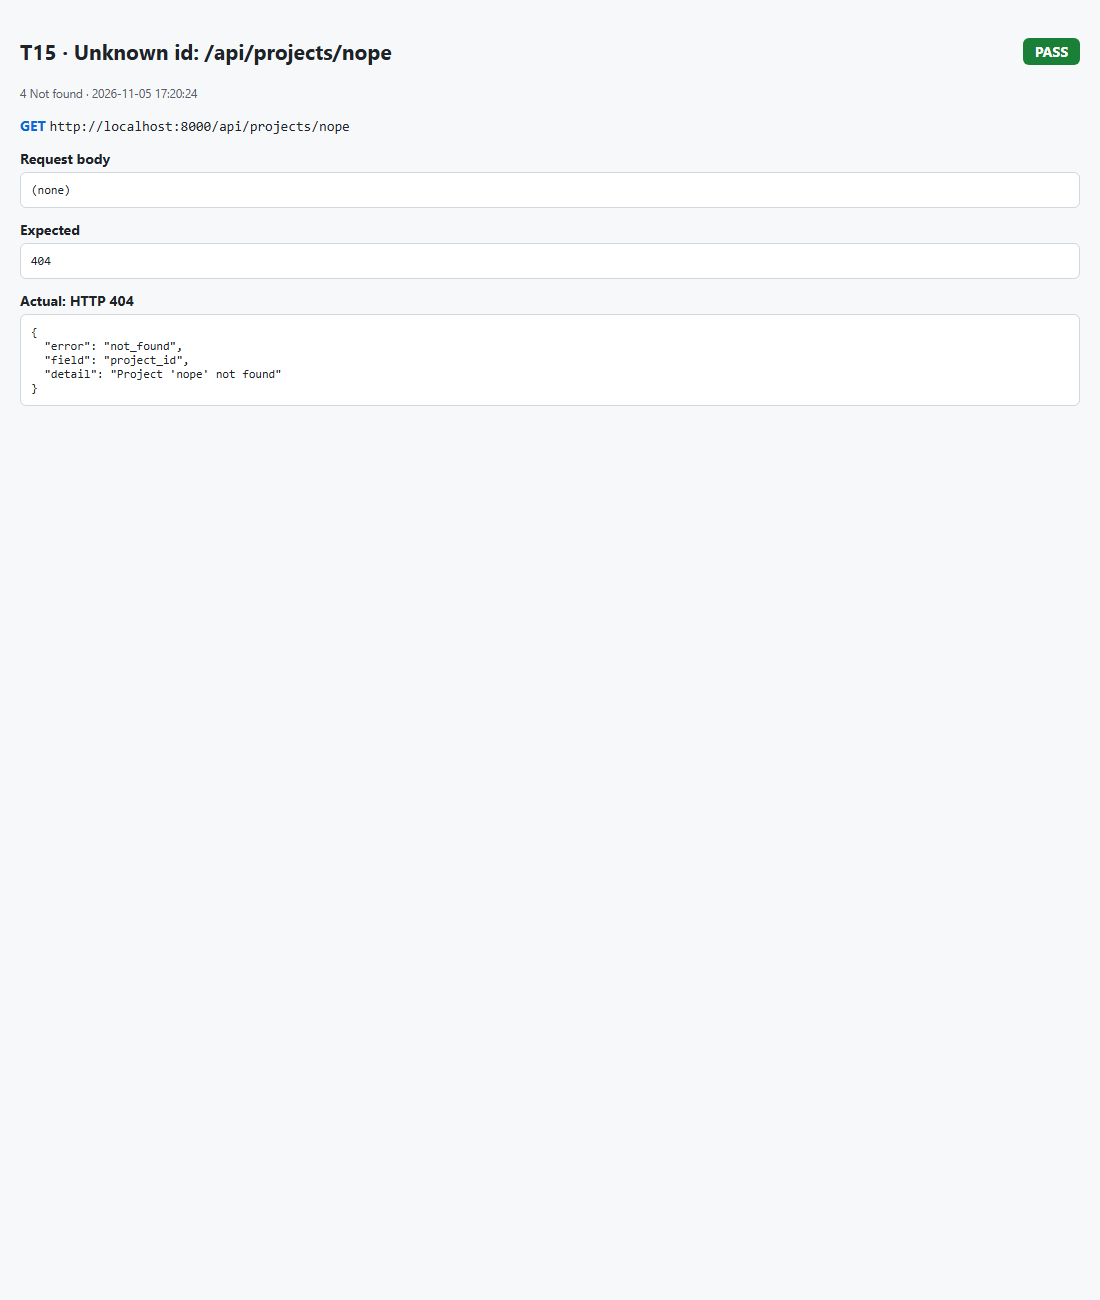 T15 · Unknown id: /api/projects/nope
PASS
4 Not found · 2026-11-05 17:20:24
GET http://localhost:8000/api/projects/nope
Request body
(none)
Expected
404
Actual: HTTP 404
{
  "error": "not_found",
  "field": "project_id",
  "detail": "Project 'nope' not found"
}